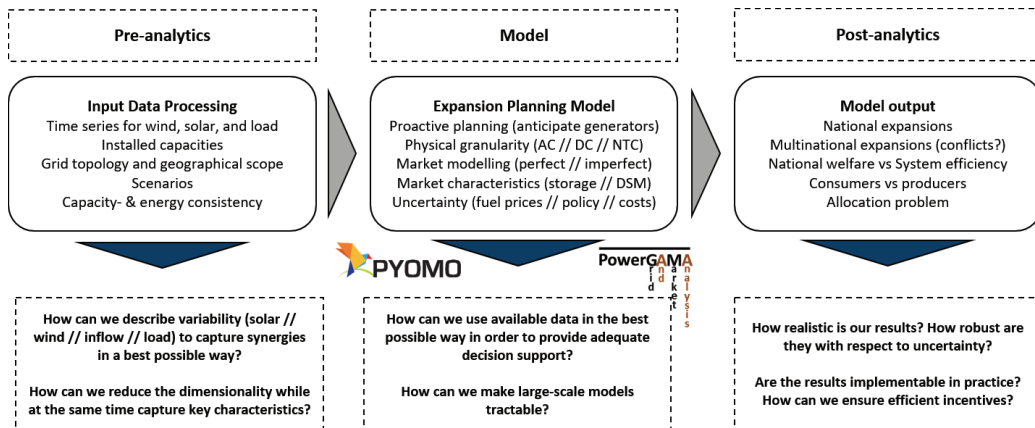 Pre-analytics
Model
Post-analytics
Input Data Processing
Time series for wind, solar, and load
Installed capacities
Grid topology and geographical scope
Scenarios
Capacity- & energy consistency
Expansion Planning Model
Proactive planning (anticipate generators)
Physical granularity (AC // DC // NTC)
Market modelling (perfect // imperfect)
Market characteristics (storage // DSM)
Uncertainty (fuel prices // policy // costs)
Model output
National expansions
Multinational expansions (conflicts?)
National welfare vs System efficiency
Consumers vs producers
Allocation problem
PYOMO
PowerGAMA
Grid
And
Market
Analysis
How can we describe variability (solar //
wind // inflow // load) to capture synergies
in a best possible way?
How can we reduce the dimensionality while
at the same time capture key characteristics?
How can we use available data in the best
possible way in order to provide adequate
decision support?
How can we make large-scale models
tractable?
How realistic is our results? How robust are
they with respect to uncertainty?
Are the results implementable in practice?
How can we ensure efficient incentives?